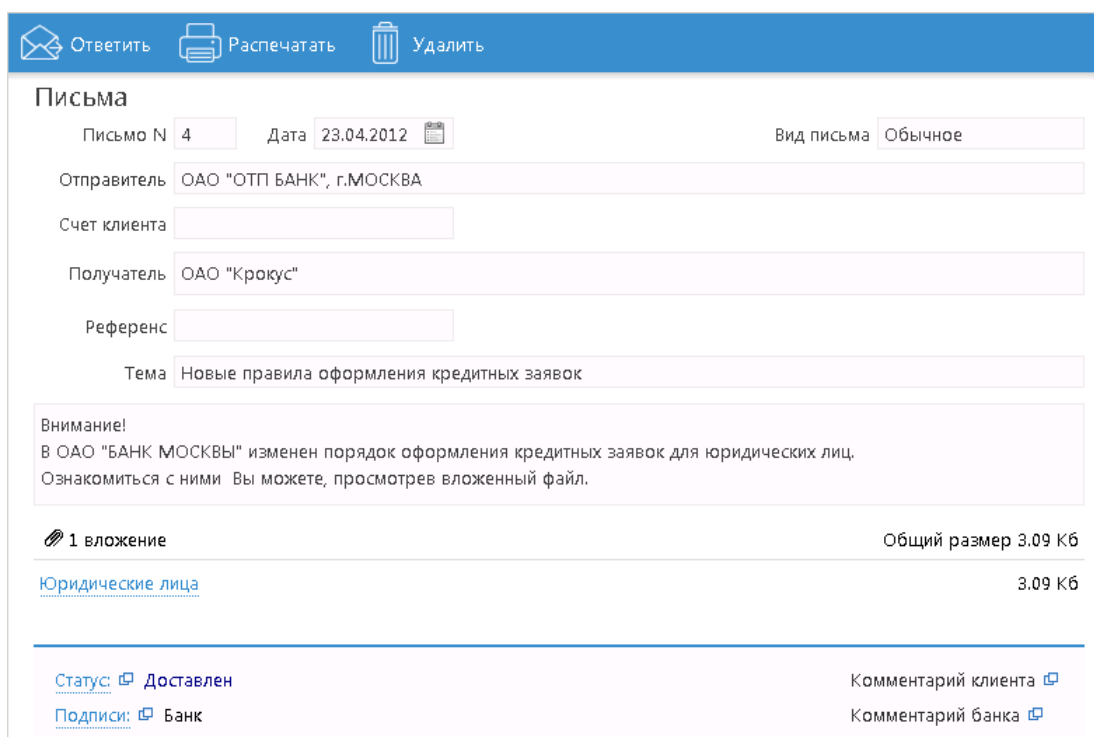 Ответить Распечатать Удалить
Письма
Письмо N 4 Дата 23.04.2012 Вид письма Обычное
Отправитель ОАО "ОТП БАНК", г.МОСКВА
Счет клиента
Получатель ОАО "Крокус"
Референс
Тема Новые правила оформления кредитных заявок
Внимание!
В ОАО "БАНК МОСКВЫ" изменен порядок оформления кредитных заявок для юридических лиц.
Ознакомиться с ними Вы можете, просмотрев вложенный файл.
1 вложение Общий размер 3.09 Кб
Юридические лица 3.09 Кб
Статус: Доставлен Комментарий клиента
Подписи: Банк Комментарий банка